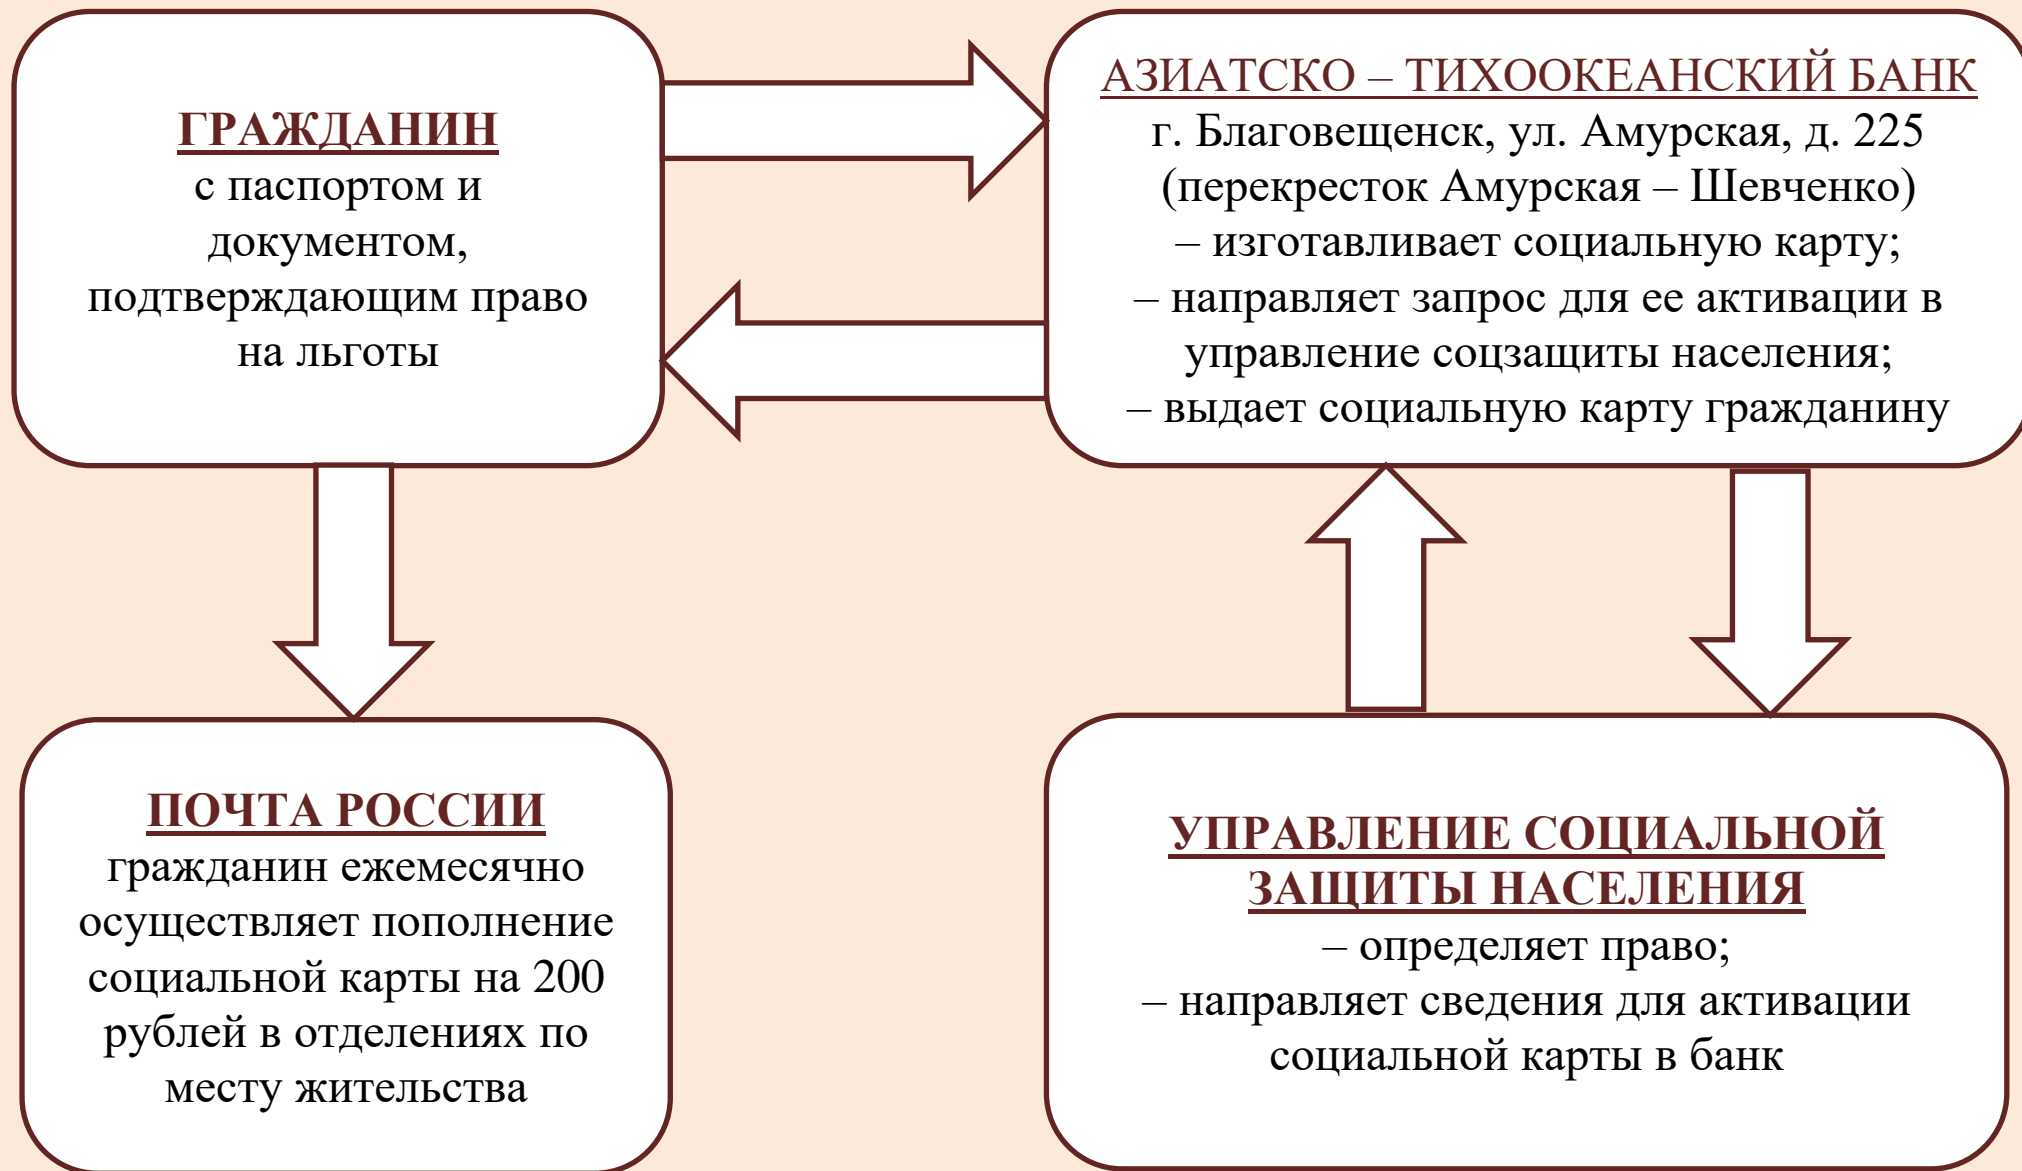 ГРАЖДАНИН
с паспортом и
документом,
подтверждающим право
на льготы
АЗИАТСКО – ТИХООКЕАНСКИЙ БАНК
г. Благовещенск, ул. Амурская, д. 225
(перекресток Амурская – Шевченко)
– изготавливает социальную карту;
– направляет запрос для ее активации в
управление соцзащиты населения;
– выдает социальную карту гражданину
ПОЧТА РОССИИ
гражданин ежемесячно
осуществляет пополнение
социальной карты на 200
рублей в отделениях по
месту жительства
УПРАВЛЕНИЕ СОЦИАЛЬНОЙ
ЗАЩИТЫ НАСЕЛЕНИЯ
– определяет право;
– направляет сведения для активации
социальной карты в банк